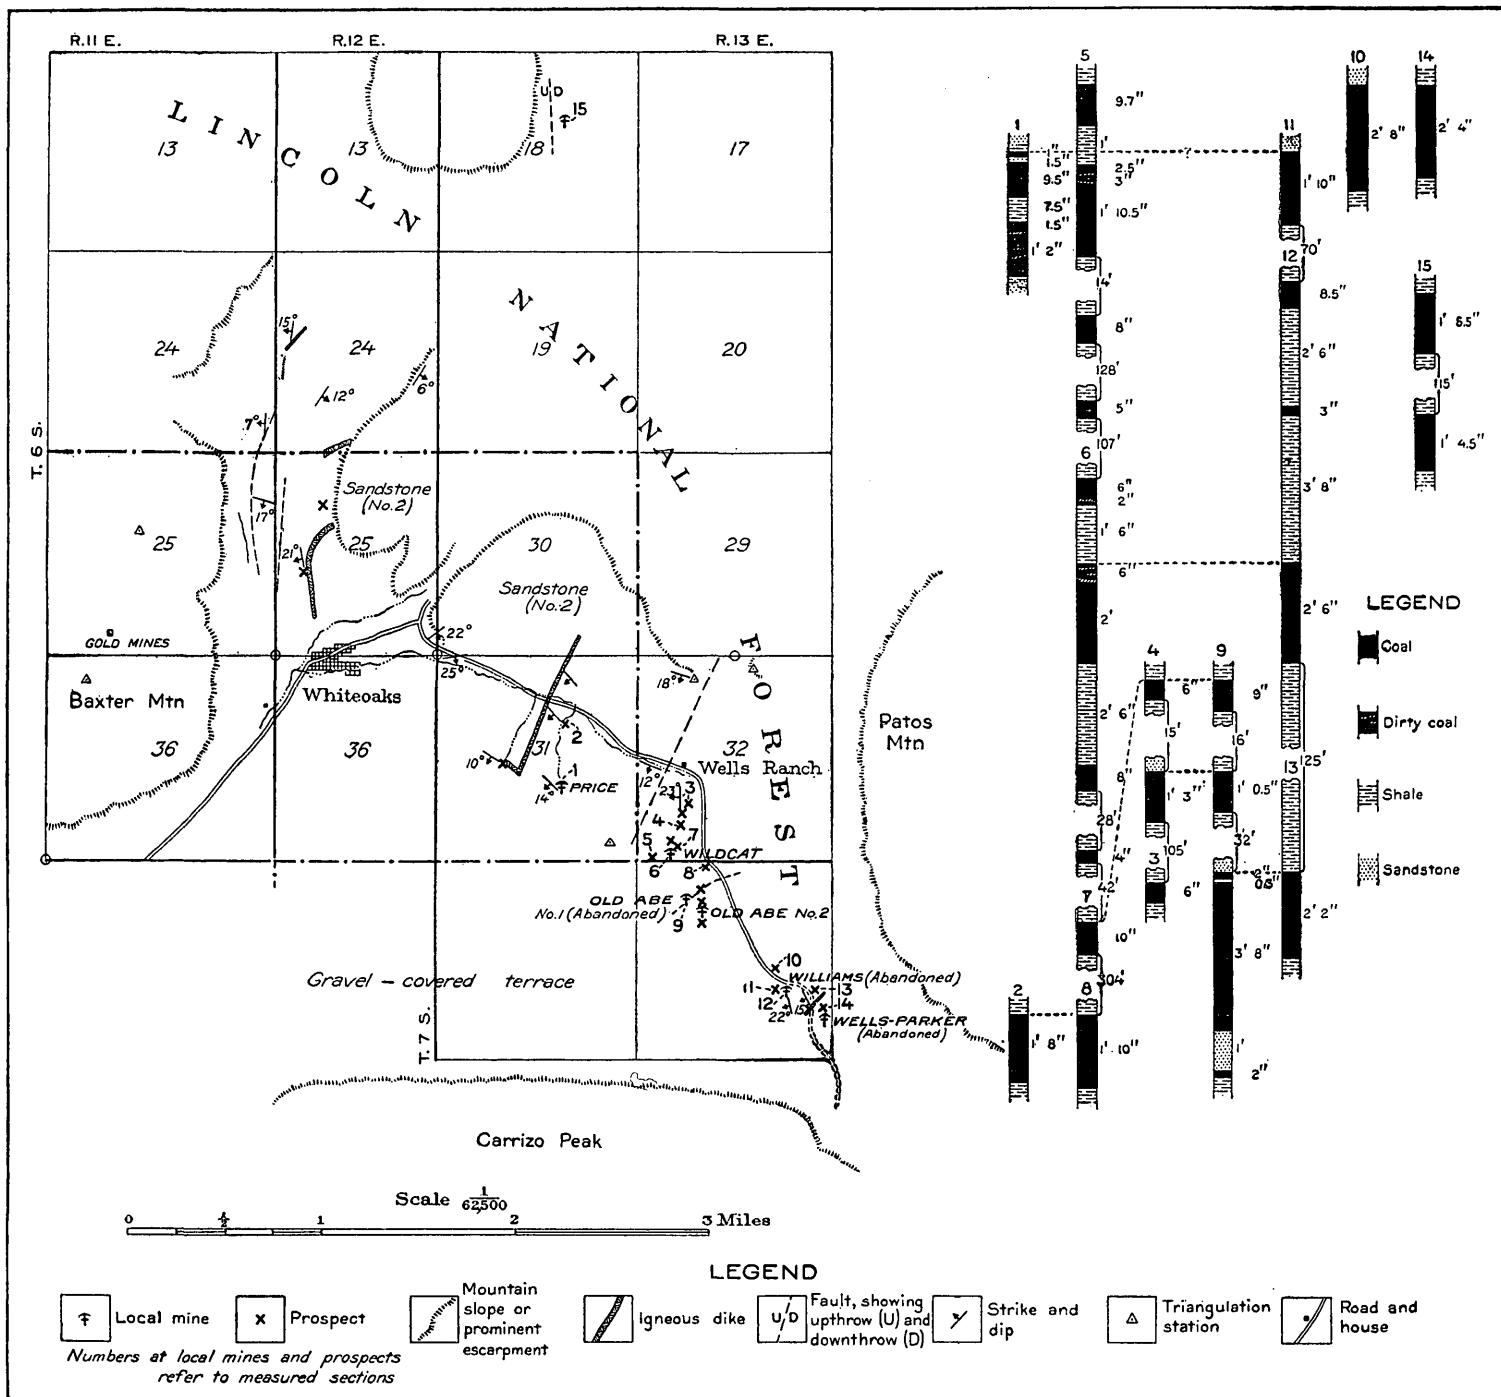 R.11 E.
R.12 E.
R.13 E.
T. 6 S.
T. 7 S.
LINCOLN
NATIONAL
FOREST
13
13
18
17
U D
15
24
24
19
20
15°
12°
6°
7°
25
25
30
29
Sandstone
(No.2)
Sandstone
(No.2)
17°
21°
22°
25°
18°
GOLD MINES
Baxter Mtn
Whiteoaks
36
36
31
32
2
1
PRICE
10°
14°
Wells Ranch
12°
23°
3
4
5
7
6
WILDCAT
8
OLD ABE
No.1 (Abandoned)
9
OLD ABE No.2
10
WILLIAMS (Abandoned)
11
12
13
15°
22°
14
WELLS-PARKER
(Abandoned)
Patos
Mtn
Gravel – covered terrace
Carrizo Peak
1
1"
1.5"
9.5"
7.5"
1.5"
1' 2"
5
9.7"
1'
2.5"
3"
1' 10.5"
14'
8"
128'
5"
107'
6
6"
2"
1' 6"
6"
2'
2' 6"
8"
28'
4"
42'
7
10"
304'
8
1' 10"
2
1' 8"
4
6"
15'
1' 3"
105'
3
6"
9
9"
16'
1' 0.5"
32'
2"
3' 8"
1'
2"
?
11
1' 10"
70'
12
8.5"
2' 6"
3"
3' 8"
2' 6"
125'
13
2' 2"
10
2' 8"
14
2' 4"
15
115'
1' 4.5"
LEGEND
Coal
Dirty coal
Shale
Sandstone
Scale 1/62,500
0 ½ 1 2 3 Miles
LEGEND
Local mine
Prospect
Mountain
slope or
prominent
escarpment
Igneous dike
U/D
Fault, showing
upthrow (U) and
downthrow (D)
Strike and
dip
Triangulation
station
Road and
house
Numbers at local mines and prospects
refer to measured sections